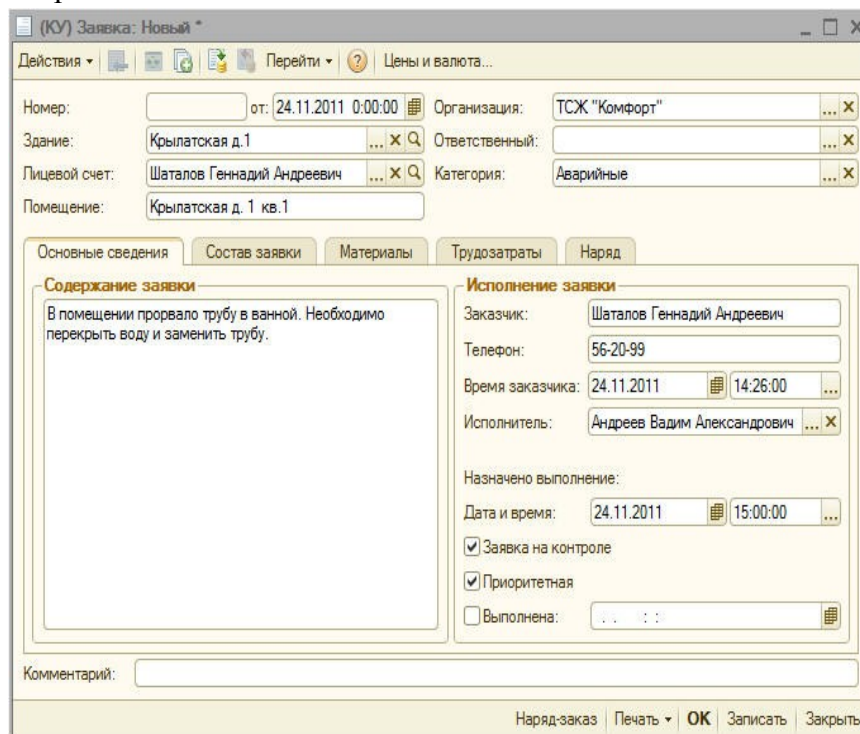 (КУ) Заявка: Новый *
Действия Перейти ? Цены и валюта...
Номер: от: 24.11.2011 0:00:00 Организация: ТСЖ "Комфорт" ... X
Здание: Крылатская д.1 ... X Ответственный: ... X
Лицевой счет: Шаталов Геннадий Андреевич ... X Категория: Аварийные ... X
Помещение: Крылатская д. 1 кв.1
Основные сведения Состав заявки Материалы Трудозатраты Наряд
Содержание заявки
В помещении прорвало трубу в ванной. Необходимо
перекрыть воду и заменить трубу.
Исполнение заявки
Заказчик: Шаталов Геннадий Андреевич
Телефон: 56-20-99
Время заказчика: 24.11.2011 14:26:00 ...
Исполнитель: Андреев Вадим Александрович ... X
Назначено выполнение:
Дата и время: 24.11.2011 15:00:00 ...
Заявка на контроле
Приоритетная
Выполнена: . . : :
Комментарий:
Наряд-заказ Печать OK Записать Закрыть